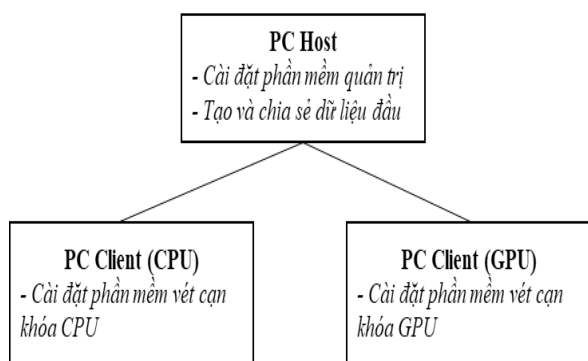 PC Host
- Cài đặt phần mềm quản trị
- Tạo và chia sẻ dữ liệu đầu
PC Client (CPU)
- Cài đặt phần mềm vét cạn
khóa CPU
PC Client (GPU)
- Cài đặt phần mềm vét cạn
khóa GPU